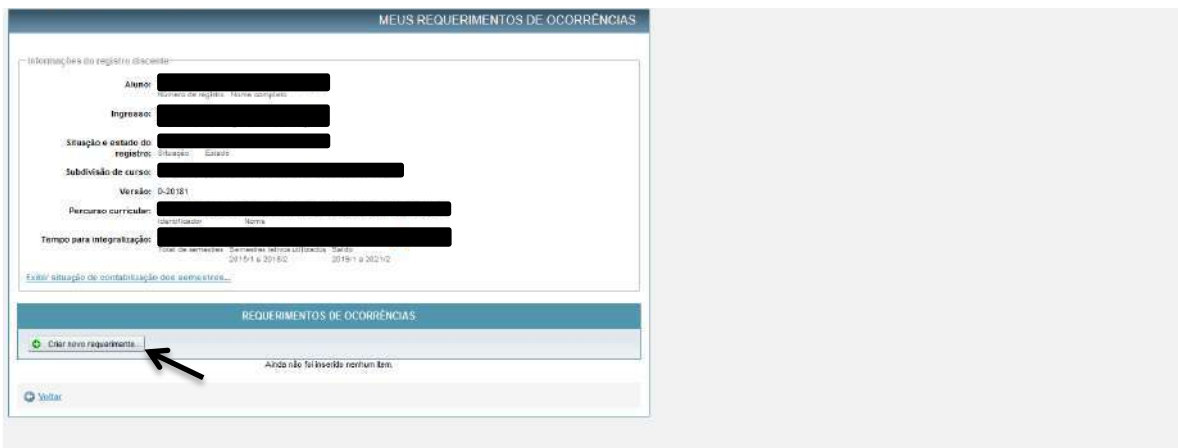 MEUS REQUERIMENTOS DE OCORRÊNCIAS
Informações do registro discente
Aluno:
Número de registro Nome completo
Ingresso:
Situação e estado do
registro:
Situação Estado
Subdivisão de curso:
Versão: D-20181
Percurso curricular:
Identificador Nome
Tempo para integralização:
Total de semestres Semestres letivos utilizados Saldo
2015/1 a 2018/2 2019/1 a 2021/2
Exibir situação de contabilização dos semestres...
REQUERIMENTOS DE OCORRÊNCIAS
Criar novo requerimento...
Ainda não foi inserido nenhum item.
Voltar